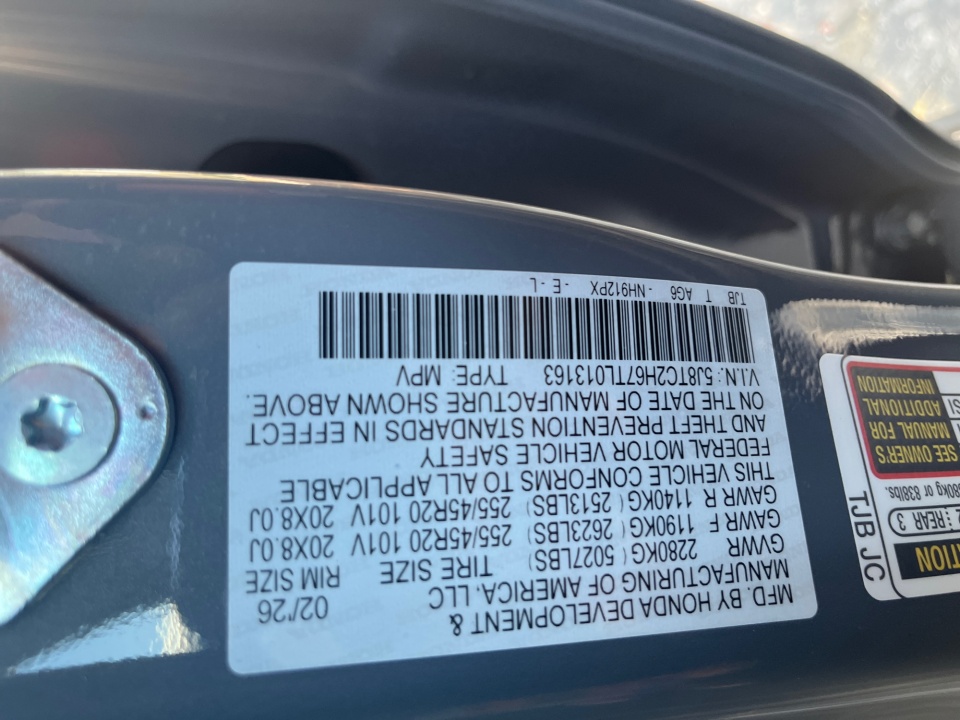 MFD. BY HONDA DEVELOPMENT & 02/'26
MANUFACTURING OF AMERICA, LLC
GVWR 2280KG ( 5027LBS) TIRE SIZE RIM SIZE
GAWR F 1190KG ( 2623LBS) 255/45R20 101V 20X8.0J
GAWR R 1140KG ( 2513LBS) 255/45R20 101V 20X8.0J
THIS VEHICLE CONFORMS TO ALL APPLICABLE
FEDERAL MOTOR VEHICLE SAFETY
AND THEFT PREVENTION STANDARDS IN EFFECT
ON THE DATE OF MANUFACTURE SHOWN ABOVE.
V.I.N.: 5J8TC2H67TL013163 TYPE: MPV
TJB T AG6 - NH912PX - E - L
2 REAR 3
or 838lbs.
SEE OWNER'S
MANUAL FOR
ADDITIONAL
INFORMATION
TJB JC